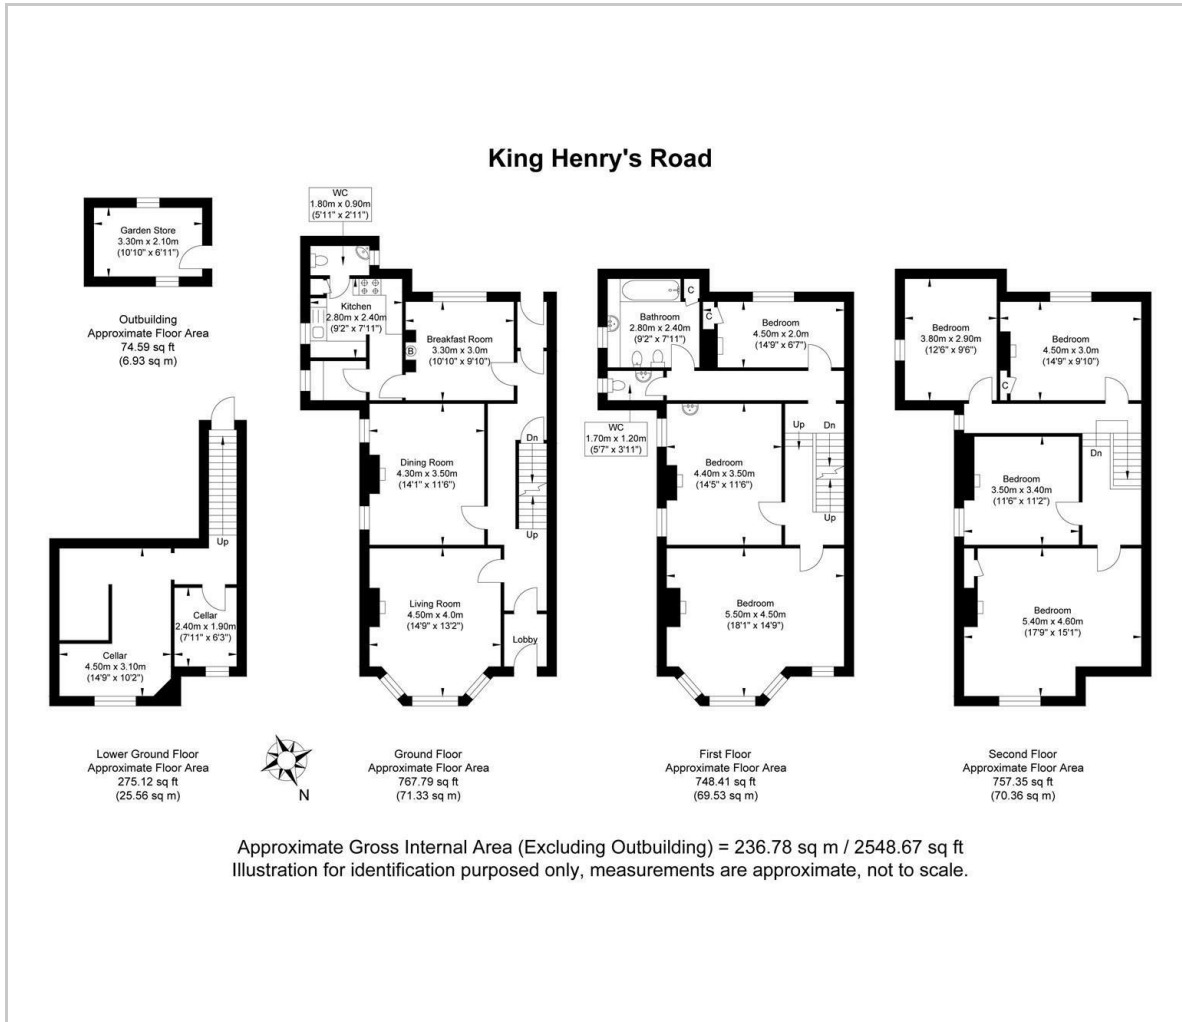 King Henry's Road
Garden Store
3.30m x 2.10m
(10'10" x 6'11")
Outbuilding
Approximate Floor Area
74.59 sq ft
(6.93 sq m)
Up
Cellar
2.40m x 1.90m
(7'11" x 6'3")
Cellar
4.50m x 3.10m
(14'9" x 10'2")
Lower Ground Floor
Approximate Floor Area
275.12 sq ft
(25.56 sq m)
WC
1.80m x 0.90m
(5'11" x 2'11")
Kitchen
2.80m x 2.40m
(9'2" x 7'11")
B
Breakfast Room
3.30m x 3.0m
(10'10" x 9'10")
Dn
Dining Room
4.30m x 3.50m
(14'1" x 11'6")
Up
Living Room
4.50m x 4.0m
(14'9" x 13'2")
Lobby
N
Ground Floor
Approximate Floor Area
767.79 sq ft
(71.33 sq m)
C
C
Bathroom
2.80m x 2.40m
(9'2" x 7'11")
Bedroom
4.50m x 2.0m
(14'9" x 6'7")
WC
1.70m x 1.20m
(5'7" x 3'11")
Up
Dn
Bedroom
4.40m x 3.50m
(14'5" x 11'6")
Up
Bedroom
5.50m x 4.50m
(18'1" x 14'9")
First Floor
Approximate Floor Area
748.41 sq ft
(69.53 sq m)
Bedroom
3.80m x 2.90m
(12'6" x 9'6")
Bedroom
4.50m x 3.0m
(14'9" x 9'10")
C
Dn
Bedroom
3.50m x 3.40m
(11'6" x 11'2")
Bedroom
5.40m x 4.60m
(17'9" x 15'1")
Second Floor
Approximate Floor Area
757.35 sq ft
(70.36 sq m)
Approximate Gross Internal Area (Excluding Outbuilding) = 236.78 sq m / 2548.67 sq ft
Illustration for identification purposed only, measurements are approximate, not to scale.